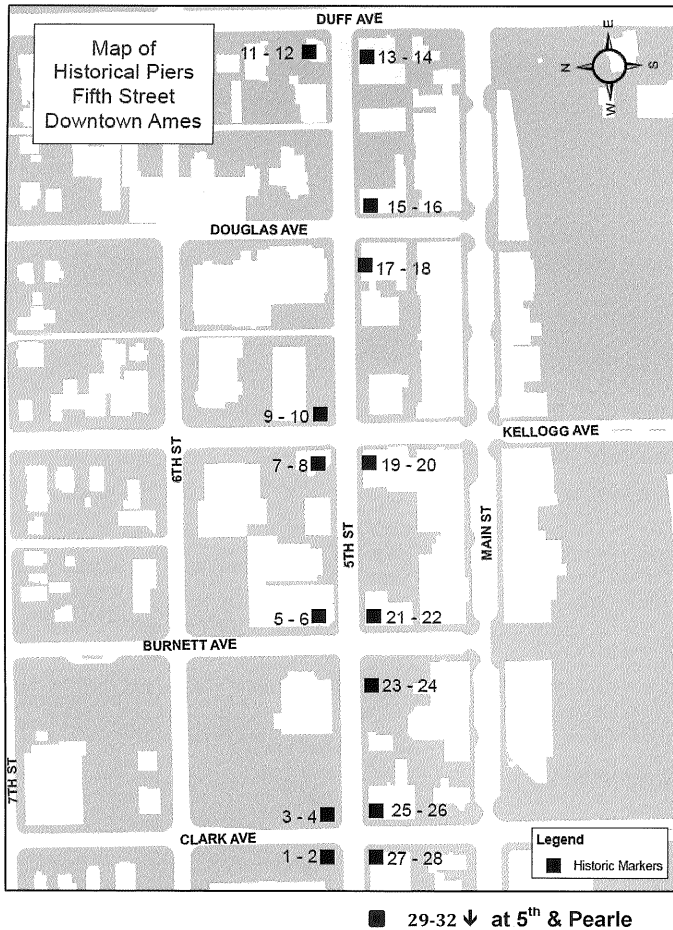 DUFF AVE
Map of
Historical Piers
Fifth Street
Downtown Ames
11 - 12
13 - 14
E
N
S
W
15 - 16
DOUGLAS AVE
17 - 18
9 - 10
KELLOGG AVE
6TH ST
7 - 8
19 - 20
5TH ST
MAIN ST
5 - 6
21 - 22
BURNETT AVE
23 - 24
7TH ST
3 - 4
25 - 26
CLARK AVE
1 - 2
27 - 28
Legend
Historic Markers
29-32 ↓ at 5th & Pearle